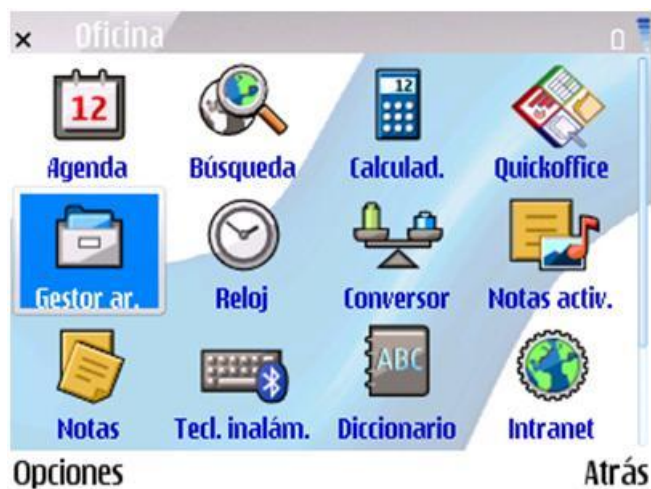 Oficina
12
12
Agenda
Búsqueda
Calculad.
Quickoffice
Gestor ar.
Reloj
Conversor
Notas activ.
ABC
Notas
Tecl. inalám.
Diccionario
Intranet
Opciones
Atrás